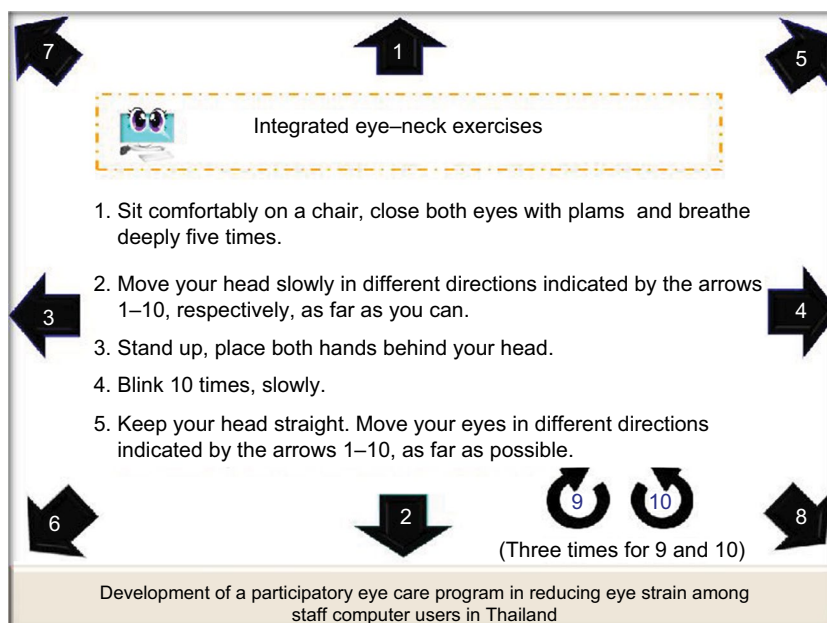 7
1
5
Integrated eye–neck exercises
1. Sit comfortably on a chair, close both eyes with plams and breathe
deeply five times.
2. Move your head slowly in different directions indicated by the arrows
1–10, respectively, as far as you can.
3
4
3. Stand up, place both hands behind your head.
4. Blink 10 times, slowly.
5. Keep your head straight. Move your eyes in different directions
indicated by the arrows 1–10, as far as possible.
6
2
9
10
8
(Three times for 9 and 10)
Development of a participatory eye care program in reducing eye strain among
staff computer users in Thailand